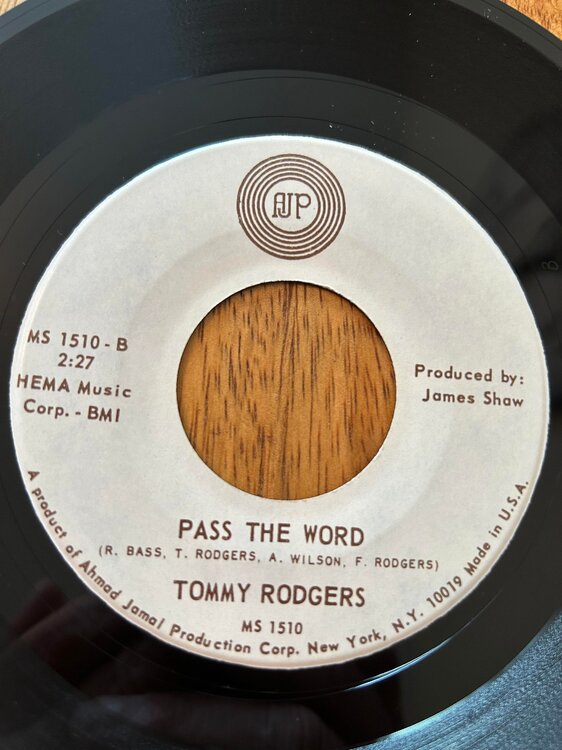 AJP
MS 1510 - B
2:27
HEMA Music
Corp. - BMI
Produced by:
James Shaw
PASS THE WORD
(R. BASS, T. RODGERS, A. WILSON, F. RODGERS)
TOMMY RODGERS
MS 1510
A product of Ahmad Jamal Production Corp. New York, N.Y. 10019 Made in U.S.A.